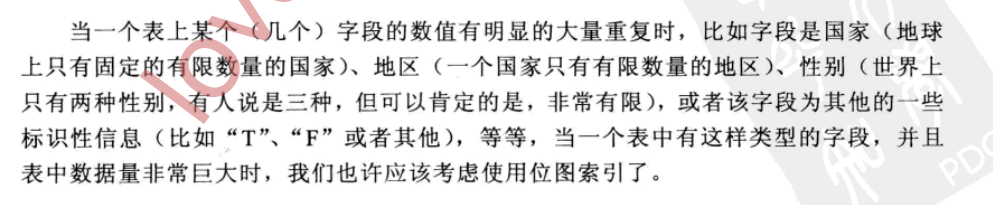 当一个表上某个（几个）字段的数值有明显的大量重复时，比如字段是国家（地球
上只有固定的有限数量的国家）、地区（一个国家只有有限数量的地区）、性别（世界上
只有两种性别，有人说是三种，但可以肯定的是，非常有限），或者该字段为其他的一些
标识性信息（比如“T”、“F”或者其他），等等，当一个表中有这样类型的字段，并且
表中数据量非常巨大时，我们也许应该考虑使用位图索引了。
love
PDG